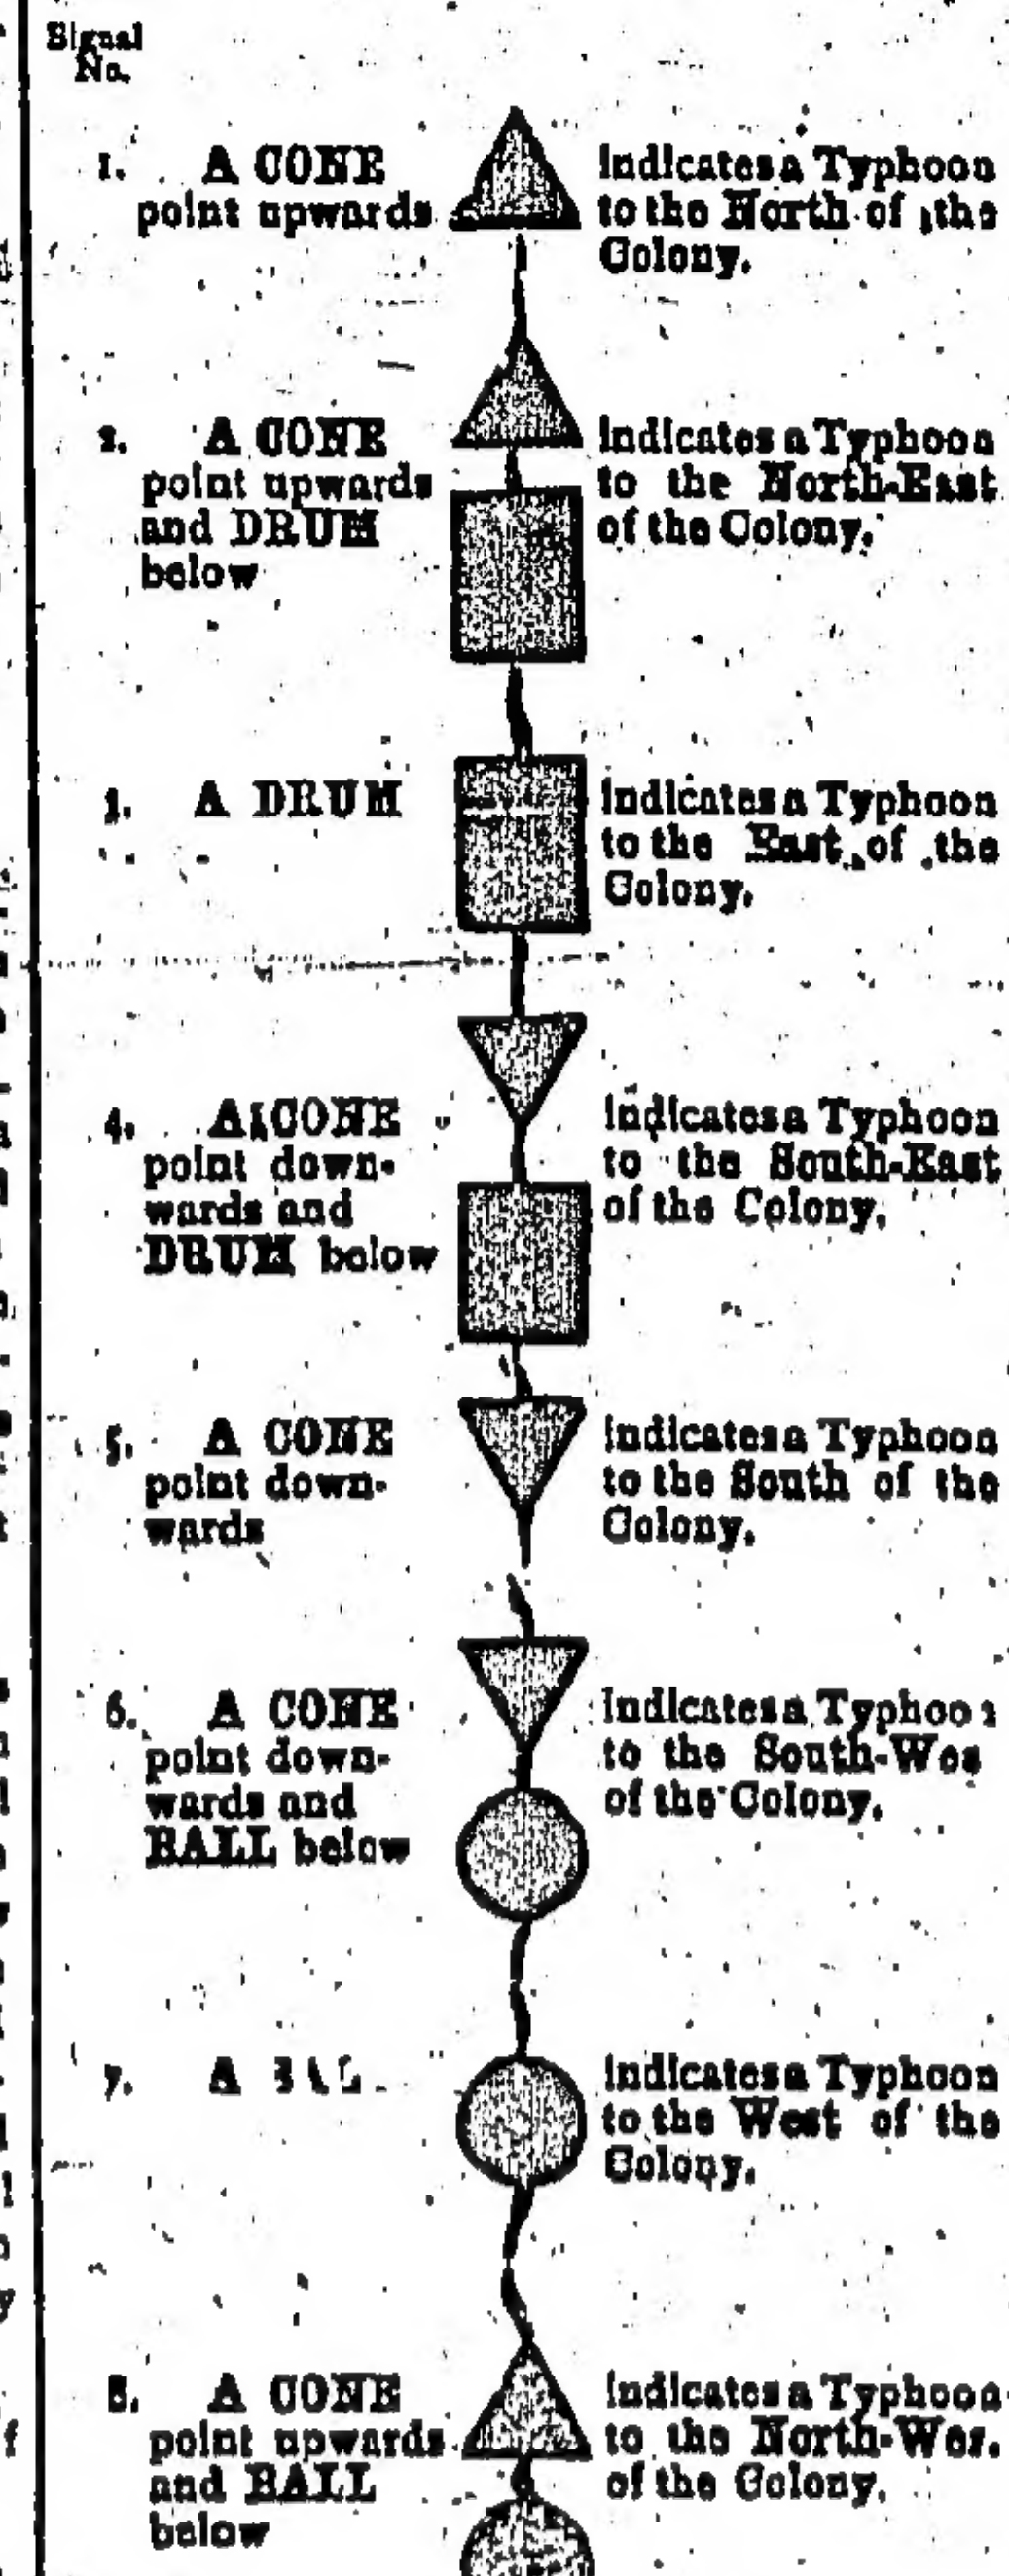 Signal
No.
1. A CONE
point upwards
Indicates a Typhoon
to the North of the
Colony.
2. A CONE
point upwards
and DRUM
below
Indicates a Typhoon
to the North-East
of the Colony.
3. A DRUM
Indicates a Typhoon
to the East of the
Colony.
4. A CONE
point down-
wards and
DRUM below
Indicates a Typhoon
to the South-East
of the Colony.
5. A CONE
point down-
wards
Indicates a Typhoon
to the South of the
Colony.
6. A CONE
point down-
wards and
BALL below
Indicates a Typhoon
to the South-Wes
of the Colony.
7. A
Indicates a Typhoon
to the West of the
Colony.
8. A CONE
point upwards
and BALL
below
Indicates a Typhoon
to the North-Wes.
of the Colony.